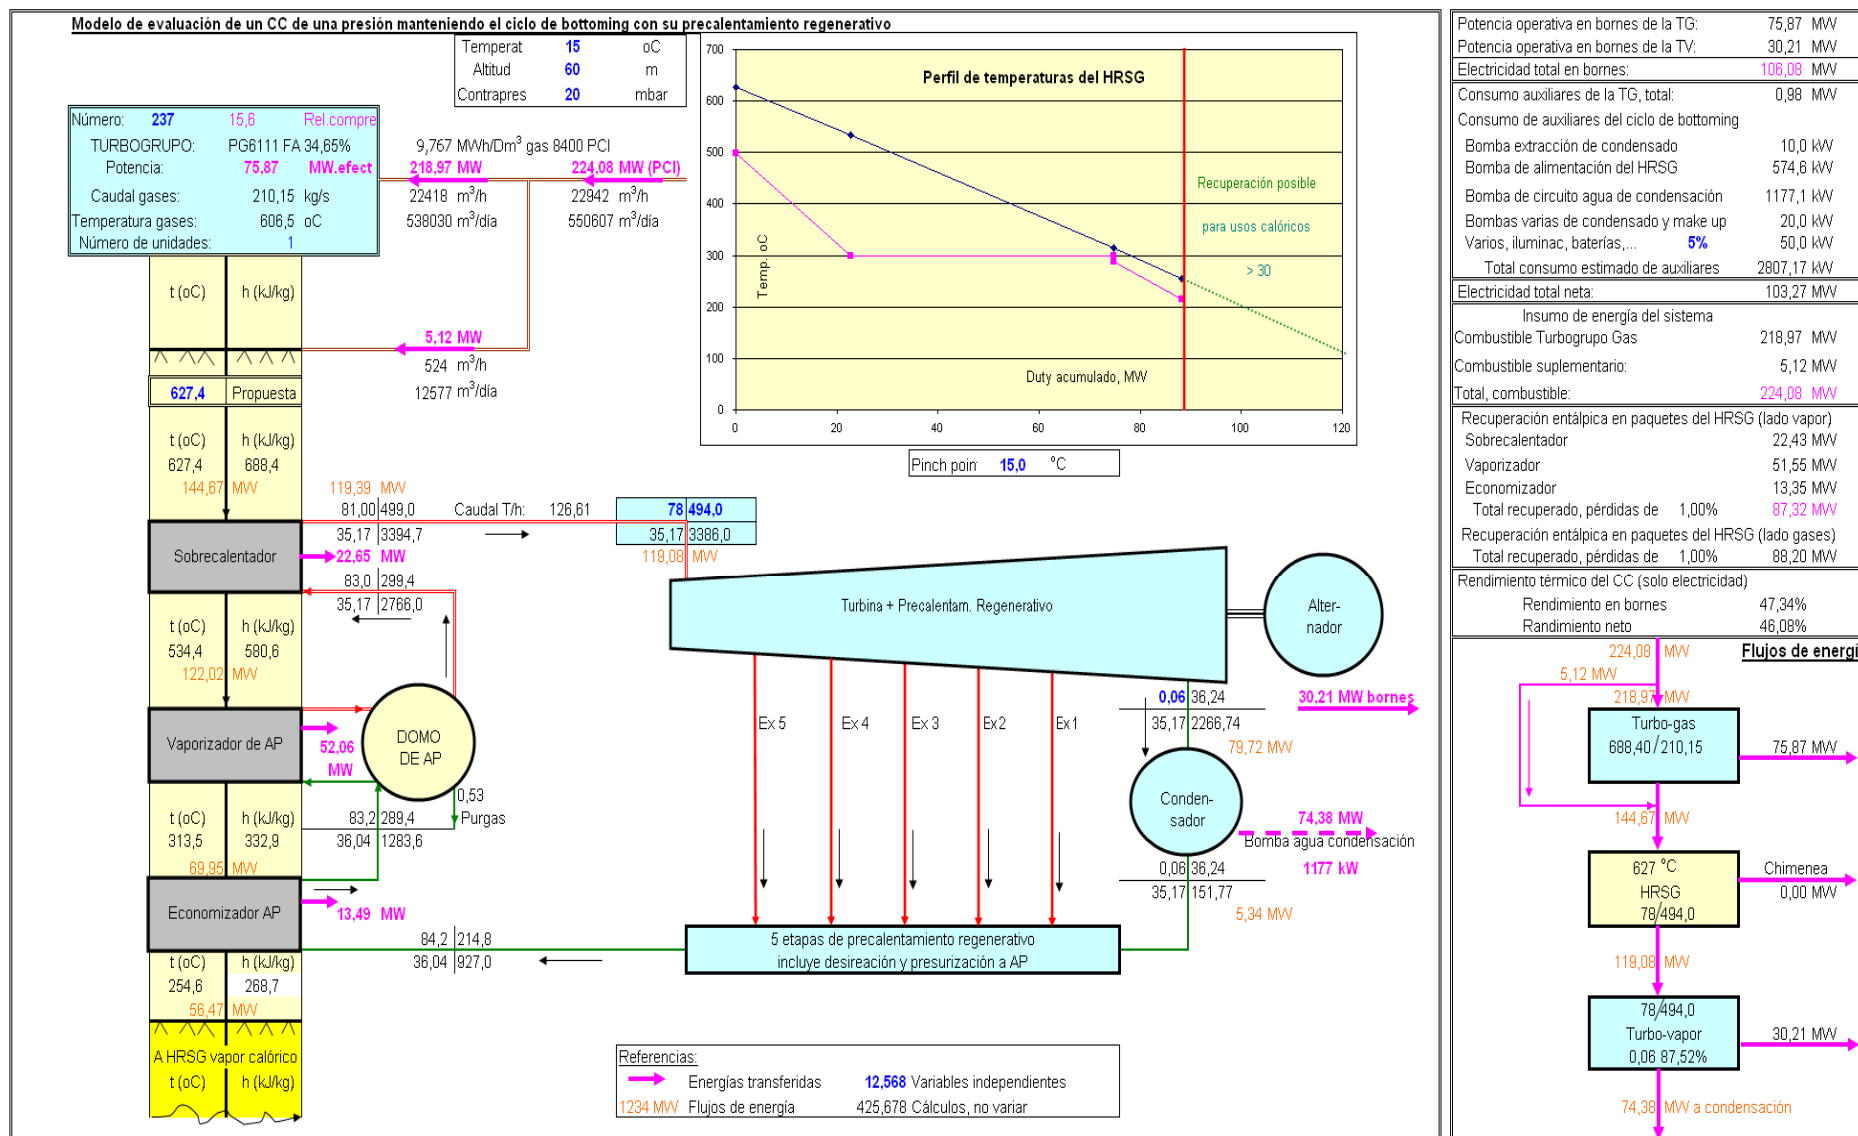 Modelo de evaluación de un CC de una presión manteniendo el ciclo de bottoming con su precalentamiento regenerativo
Temperat 15 oC
Altitud 60 m
Contrapres 20 mbar
Número: 237 15,6 Rel.compre
TURBOGRUPO: PG6111 FA 34,65%
Potencia: 75,87 MW.efect
Caudal gases: 210,15 kg/s
Temperatura gases: 606,5 oC
Número de unidades: 1
9,767 MWh/Dm³ gas 8400 PCI
218,97 MW
22418 m³/h
538030 m³/día
224,08 MW (PCI)
22942 m³/h
550607 m³/día
t (oC) h (kJ/kg)
5,12 MW
524 m³/h
12577 m³/día
627,4 Propuesta
t (oC) h (kJ/kg)
627,4 688,4
144,67 MW
Perfil de temperaturas del HRSG
700
600
500
400
300
200
100
0
Temp. oC
0 20 40 60 80 100 120
Duty acumulado, MW
Recuperación posible
para usos calóricos
> 30
Pinch poin 15,0 °C
119,39 MW
81,00 499,0
35,17 3394,7
Caudal T/h: 126,61
78 494,0
35,17 3386,0
119,08 MW
Sobrecalentador
22,65 MW
83,0 299,4
35,17 2766,0
t (oC) h (kJ/kg)
534,4 580,6
122,02 MW
Turbina + Precalentam. Regenerativo
Alter-
nador
Vaporizador de AP
52,06
MW
DOMO
DE AP
0,53
Purgas
83,2 289,4
36,04 1283,6
t (oC) h (kJ/kg)
313,5 332,9
69,95 MW
Ex 5
Ex 4
Ex 3
Ex2
Ex1
0,06 36,24
35,17 2266,74
79,72 MW
30,21 MW bornes
Conden-
sador
74,38 MW
Bomba agua condensación
1177 kW
0,06 36,24
35,17 151,77
5,34 MW
Economizador AP
13,49 MW
84,2 214,8
36,04 927,0
5 etapas de precalentamiento regenerativo
incluye desireación y presurización a AP
t (oC) h (kJ/kg)
254,6 268,7
56,47 MW
A HRSG vapor calórico
t (oC) h (kJ/kg)
Referencias:
Energías transferidas 12,568 Variables independientes
1234 MW Flujos de energía 425,678 Cálculos, no variar
Potencia operativa en bornes de la TG: 75,87 MW
Potencia operativa en bornes de la TV: 30,21 MW
Electricidad total en bornes: 106,08 MW
Consumo auxiliares de la TG, total: 0,98 MW
Consumo de auxiliares del ciclo de bottoming
Bomba extracción de condensado 10,0 kW
Bomba de alimentación del HRSG 574,6 kW
Bomba de circuito agua de condensación 1177,1 kW
Bombas varias de condensado y make up 20,0 kW
Varios, iluminac, baterías,... 5% 50,0 kW
Total consumo estimado de auxiliares 2807,17 kW
Electricidad total neta: 103,27 MW
Insumo de energía del sistema
Combustible Turbogrupo Gas 218,97 MW
Combustible suplementario: 5,12 MW
Total, combustible: 224,08 MW
Recuperación entálpica en paquetes del HRSG (lado vapor)
Sobrecalentador 22,43 MW
Vaporizador 51,55 MW
Economizador 13,35 MW
Total recuperado, pérdidas de 1,00% 87,32 MW
Recuperación entálpica en paquetes del HRSG (lado gases)
Total recuperado, pérdidas de 1,00% 88,20 MW
Rendimiento térmico del CC (solo electricidad)
Rendimiento en bornes 47,34%
Randimiento neto 46,08%
224,08 MW
Flujos de energí
5,12 MW
218,97 MW
Turbo-gas
688,40/210,15
75,87 MW
144,67 MW
627 °C
HRSG
78/494,0
Chimenea
0,00 MW
119,08 MW
78/494,0
Turbo-vapor
0,06 87,52%
30,21 MW
74,38 MW a condensación